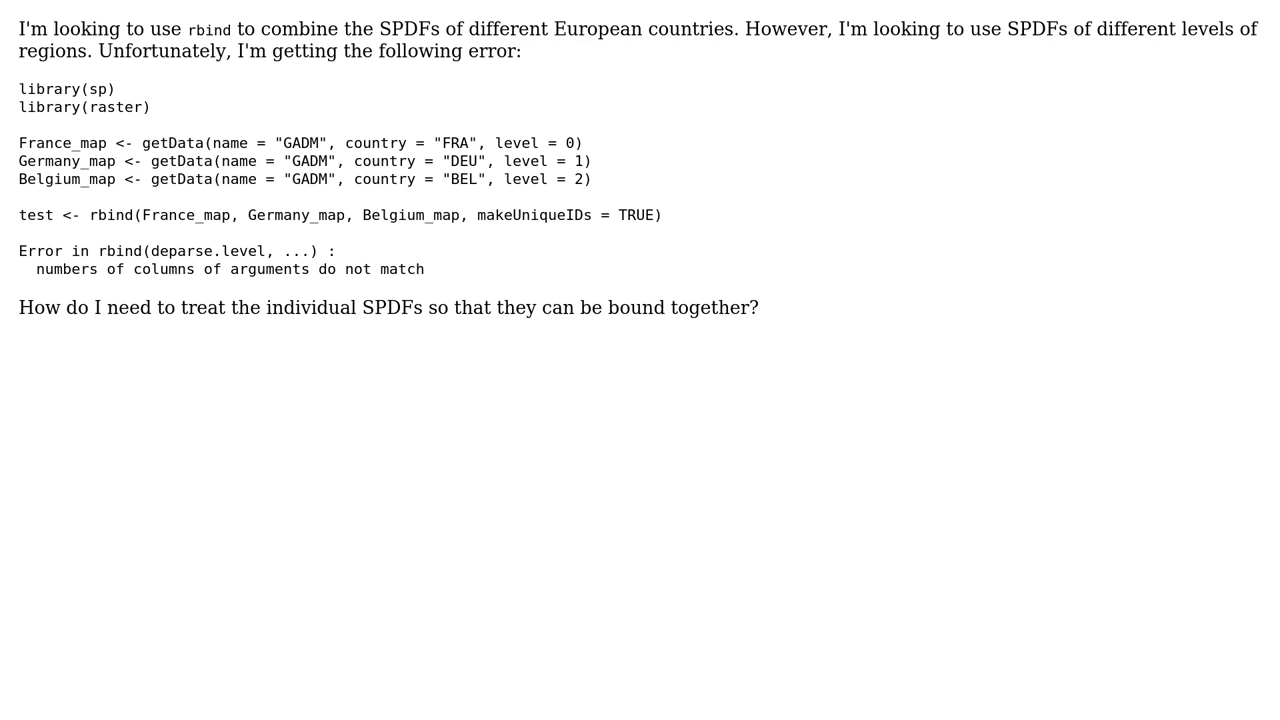 I'm looking to use rbind to combine the SPDFs of different European countries. However, I'm looking to use SPDFs of different levels of
regions. Unfortunately, I'm getting the following error:
library(sp)
library(raster)
France_map <- getData(name = "GADM", country = "FRA", level = 0)
Germany_map <- getData(name = "GADM", country = "DEU", level = 1)
Belgium_map <- getData(name = "GADM", country = "BEL", level = 2)
test <- rbind(France_map, Germany_map, Belgium_map, makeUniqueIDs = TRUE)
Error in rbind(deparse.level, ...) :
  numbers of columns of arguments do not match
How do I need to treat the individual SPDFs so that they can be bound together?